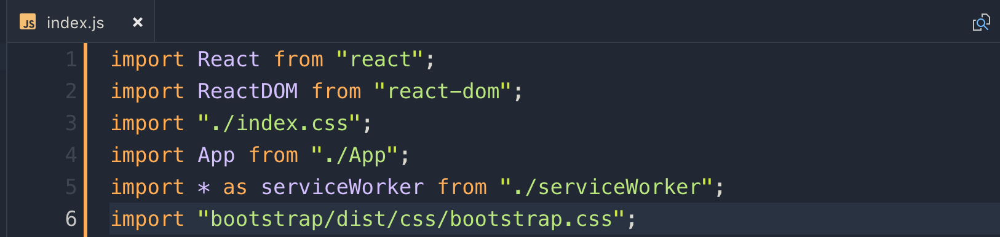 JS index.js ×
1 import React from "react";
2 import ReactDOM from "react-dom";
3 import "./index.css";
4 import App from "./App";
5 import * as serviceWorker from "./serviceWorker";
6 import "bootstrap/dist/css/bootstrap.css";